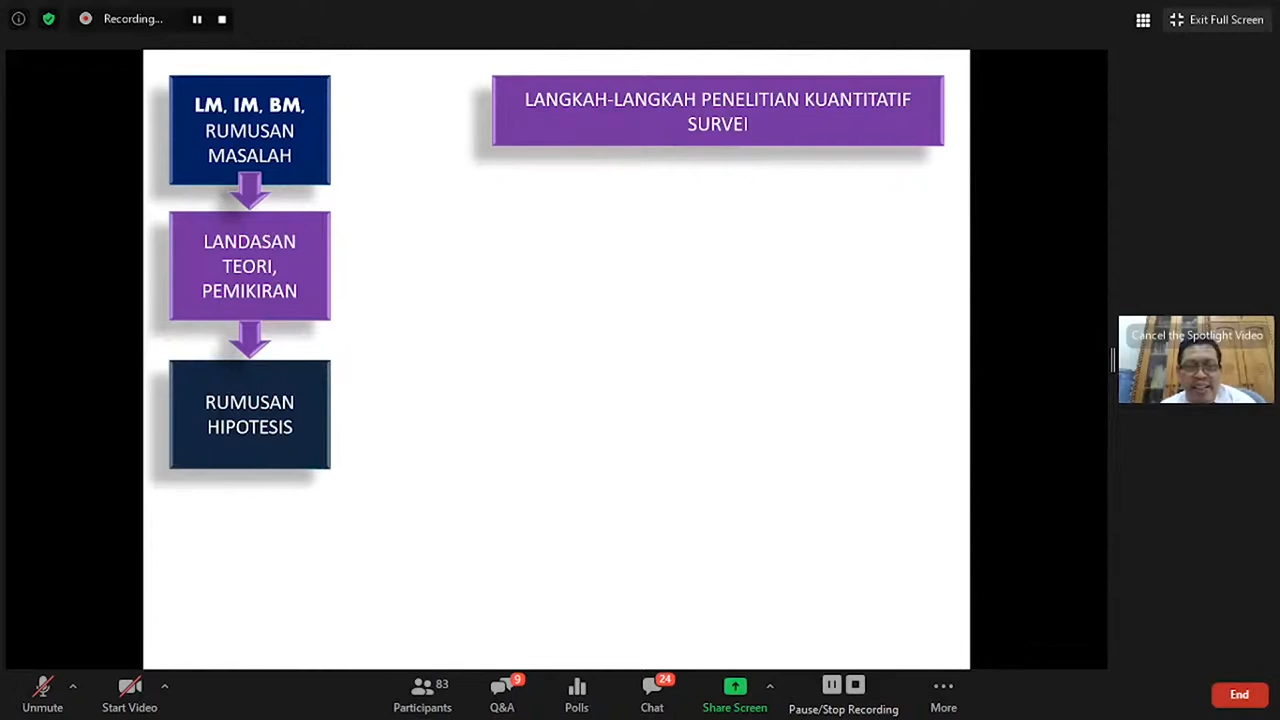 Recording...
Exit Full Screen
LM, IM, BM,
RUMUSAN
MASALAH
LANGKAH-LANGKAH PENELITIAN KUANTITATIF
SURVEI
LANDASAN
TEORI,
PEMIKIRAN
RUMUSAN
HIPOTESIS
Cancel the Spotlight Video
Unmute
Start Video
83
Participants
9
Q&A
Polls
24
Chat
Share Screen
Pause/Stop Recording
More
End